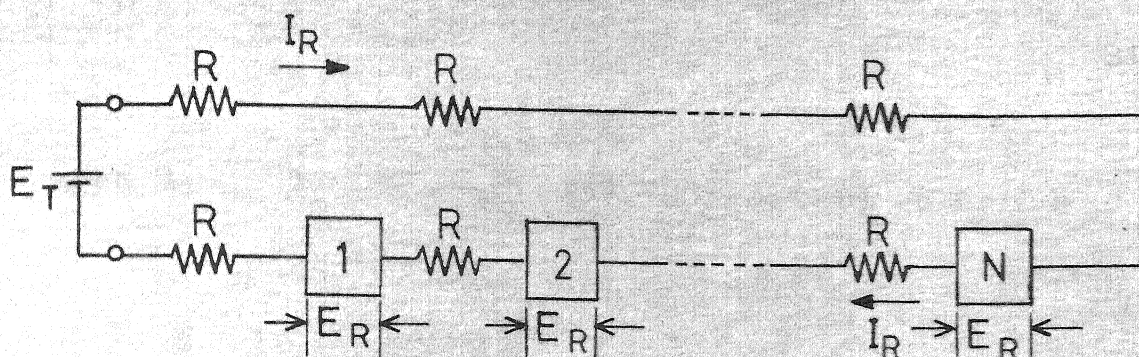 I_R
R R R
E_T
R R R
1 2 N
E_R E_R I_R E_R